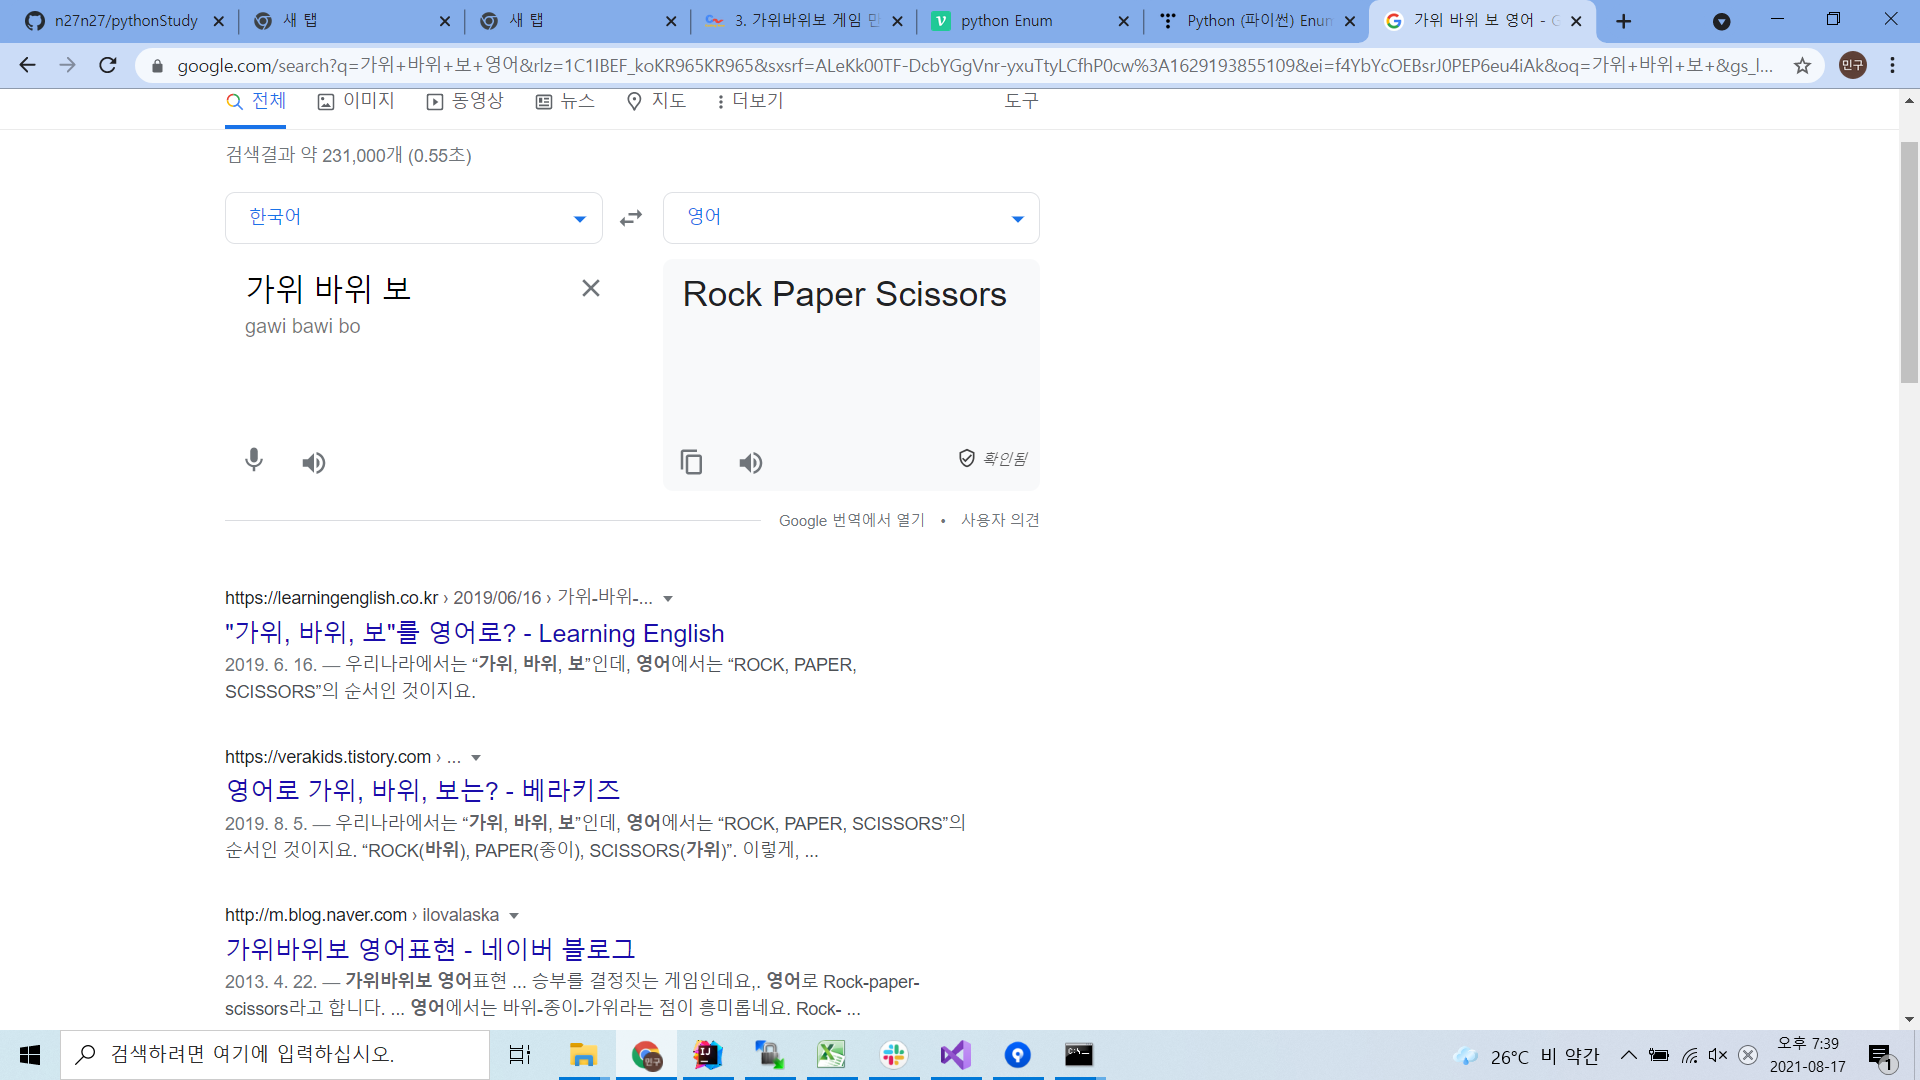 n27n27/pythonStudy
새 탭
새 탭
3. 가위바위보 게임 만
python Enum
Python (파이썬) Enum
가위 바위 보 영어 - G
google.com/search?q=가위+바위+보+영어&rlz=1C1IBEF_koKR965KR965&sxsrf=ALeKk00TF-DcbYGgVnr-yxuTtyLCfhP0cw%3A1629193855109&ei=f4YbYcOEBsrJ0PEP6eu4iAk&oq=가위+바위+보+&gs_l...
민구
전체
이미지
동영상
뉴스
지도
더보기
도구
검색결과 약 231,000개 (0.55초)
한국어
영어
가위 바위 보
gawi bawi bo
Rock Paper Scissors
확인됨
Google 번역에서 열기 • 사용자 의견
https://learningenglish.co.kr › 2019/06/16 › 가위-바위-...
"가위, 바위, 보"를 영어로? - Learning English
2019. 6. 16. — 우리나라에서는 “가위, 바위, 보”인데, 영어에서는 “ROCK, PAPER,
SCISSORS”의 순서인 것이지요.
https://verakids.tistory.com › ...
영어로 가위, 바위, 보는? - 베라키즈
2019. 8. 5. — 우리나라에서는 “가위, 바위, 보”인데, 영어에서는 “ROCK, PAPER, SCISSORS”의
순서인 것이지요. “ROCK(바위), PAPER(종이), SCISSORS(가위)”. 이렇게, ...
http://m.blog.naver.com › ilovalaska
가위바위보 영어표현 - 네이버 블로그
2013. 4. 22. — 가위바위보 영어표현 ... 승부를 결정짓는 게임인데요,. 영어로 Rock-paper-
scissors라고 합니다. ... 영어에서는 바위-종이-가위라는 점이 흥미롭네요. Rock- ...
검색하려면 여기에 입력하십시오.
민구
26°C 비 약간
오후 7:39
2021-08-17
1